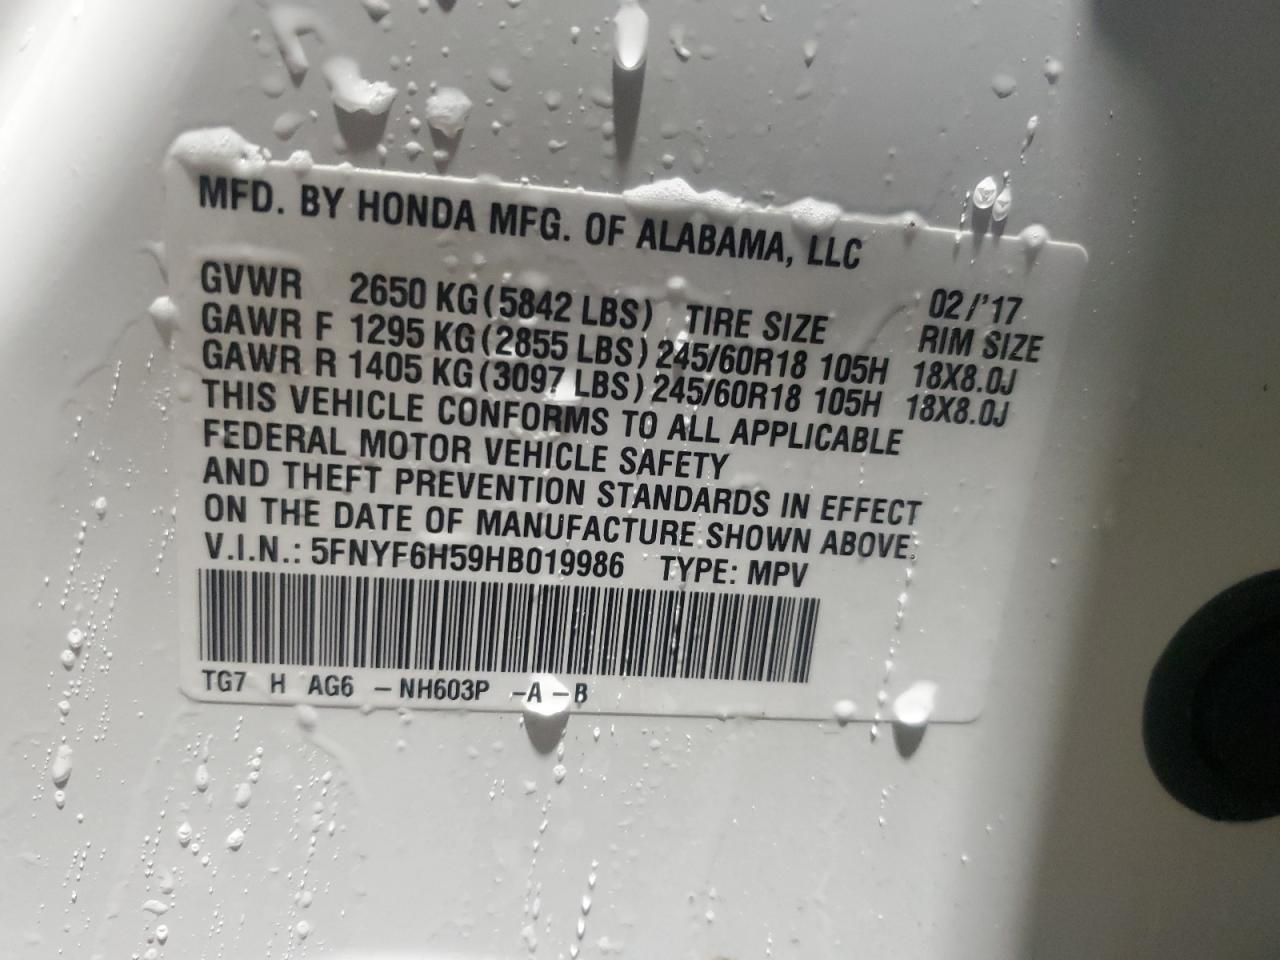 MFD. BY HONDA MFG. OF ALABAMA, LLC
02/'17
GVWR 2650 KG (5842 LBS) TIRE SIZE RIM SIZE
GAWR F 1295 KG (2855 LBS) 245/60R18 105H 18X8.0J
GAWR R 1405 KG (3097 LBS) 245/60R18 105H 18X8.0J
THIS VEHICLE CONFORMS TO ALL APPLICABLE
FEDERAL MOTOR VEHICLE SAFETY
AND THEFT PREVENTION STANDARDS IN EFFECT
ON THE DATE OF MANUFACTURE SHOWN ABOVE.
V.I.N.: 5FNYF6H59HB019986 TYPE: MPV
TG7 H AG6 -NH603P -A -B